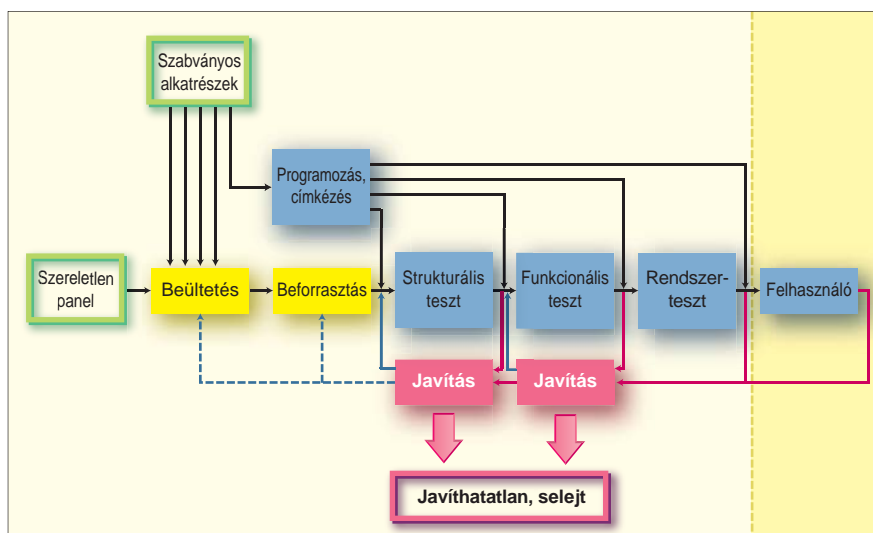 Szabványos
alkatrészek
Programozás,
címkézés
Szereletlen
panel
Beültetés
Beforrasztás
Strukturális
teszt
Funkcionális
teszt
Rendszer-
teszt
Felhasználó
Javítás
Javítás
Javíthatatlan, selejt